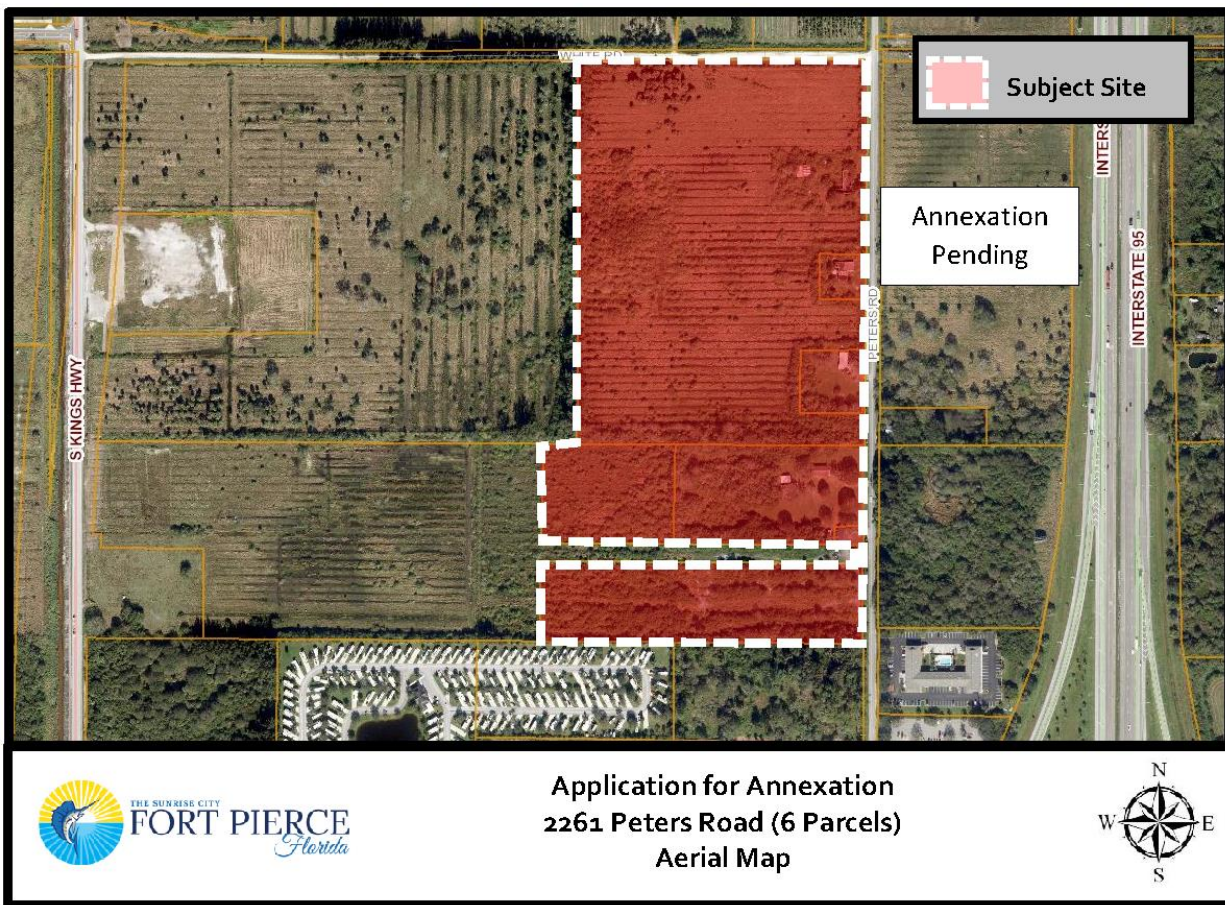 WHITE RD
Subject Site
INTERS
Annexation
Pending
PETERS RD
INTERSTATE 95
S KINGS HWY
THE SUNRISE CITY
FORT PIERCE
Florida
Application for Annexation
2261 Peters Road (6 Parcels)
Aerial Map
N
W
E
S